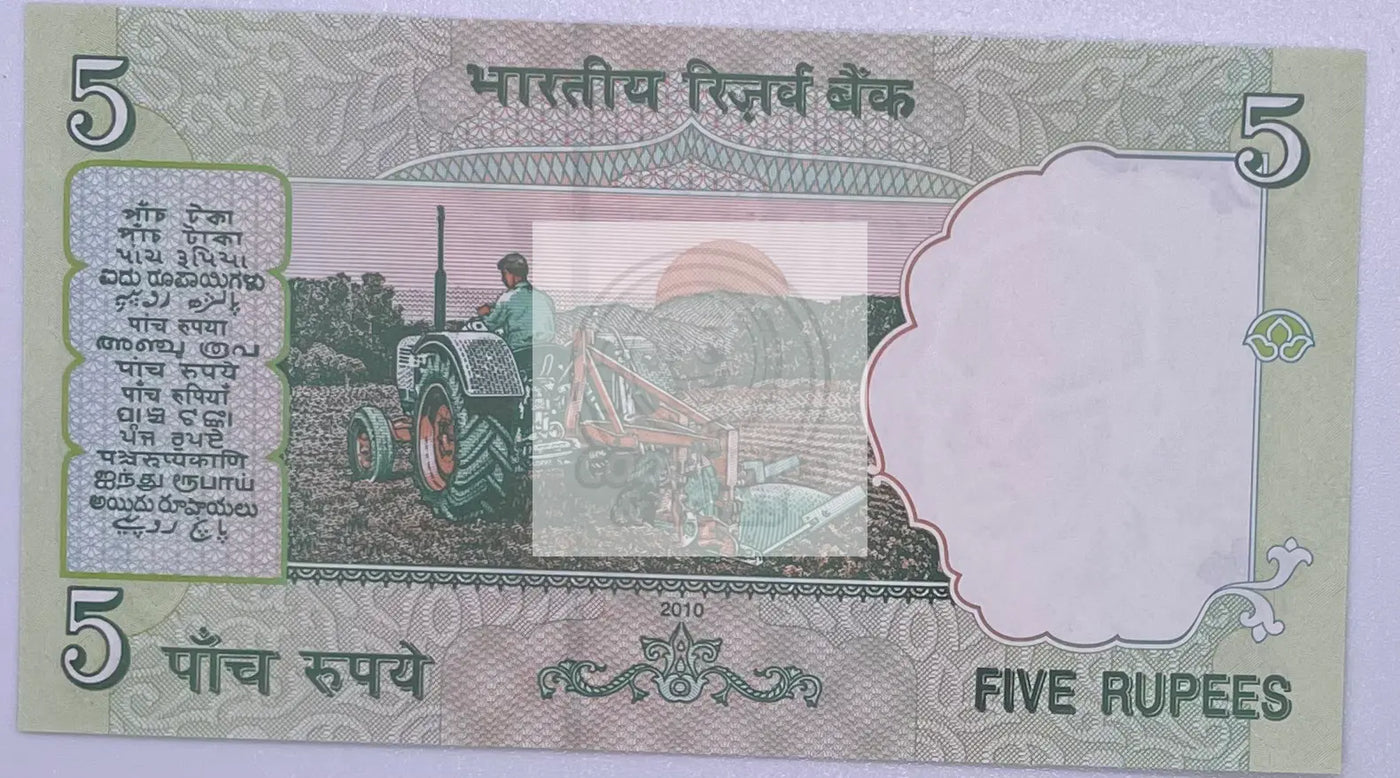 भारतीय रिज़र्व बैंक
5
5
পাঁচ টকা
পাঁচ টাকা
પાંચ રૂપિયા
ಐದು ರೂಪಾಯಿಗಳು
पांच रुपया
അഞ്ചു രൂപ
पांच रुपये
पाँच रुपियाँ
ପାଞ୍ଚ ଟଙ୍କା
ਪੰਜ ਰੁਪਏ
पञ्चरूप्यकाणि
ஐந்து ரூபாய்
అయిదు రూపాయలు
پانچ روپیے
2010
5
पाँच रुपये
FIVE RUPEES